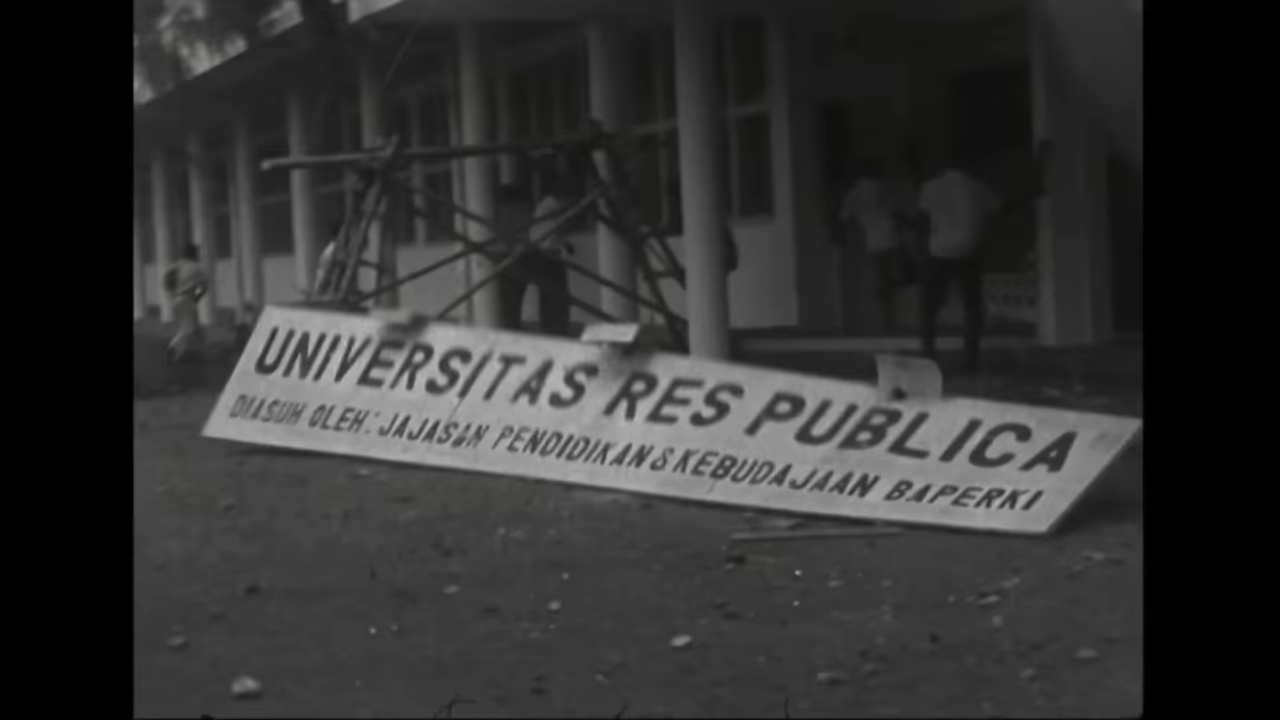 UNIVERSITAS RES PUBLICA
DIASUH OLEH: JAJASAN PENDIDIKAN & KEBUDAJAAN BAPERKI